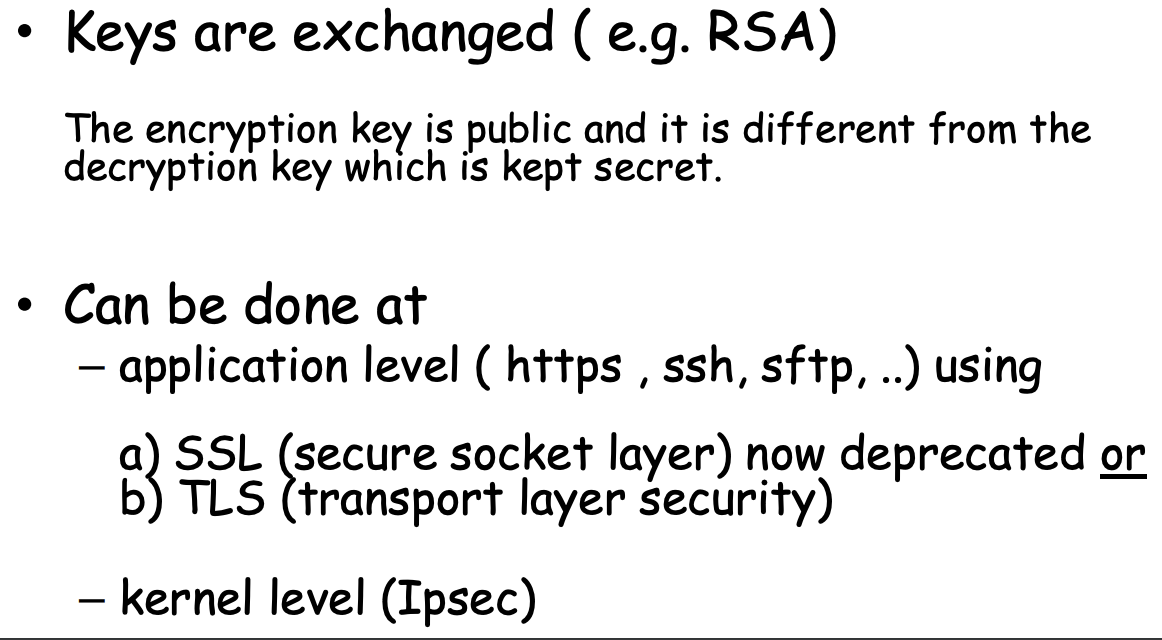 • Keys are exchanged ( e.g. RSA)
The encryption key is public and it is different from the
decryption key which is kept secret.
• Can be done at
– application level ( https , ssh, sftp, ..) using
a) SSL (secure socket layer) now deprecated or
b) TLS (transport layer security)
– kernel level (Ipsec)